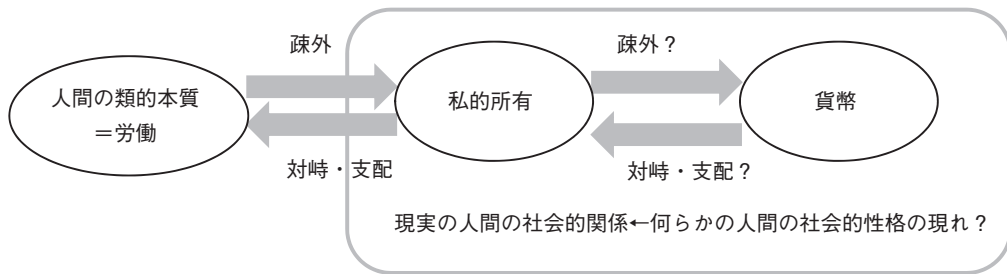 疎外
疎外？
人間の類的本質
＝労働
私的所有
貨幣
対峙・支配
対峙・支配？
現実の人間の社会的関係←何らかの人間の社会的性格の現れ？